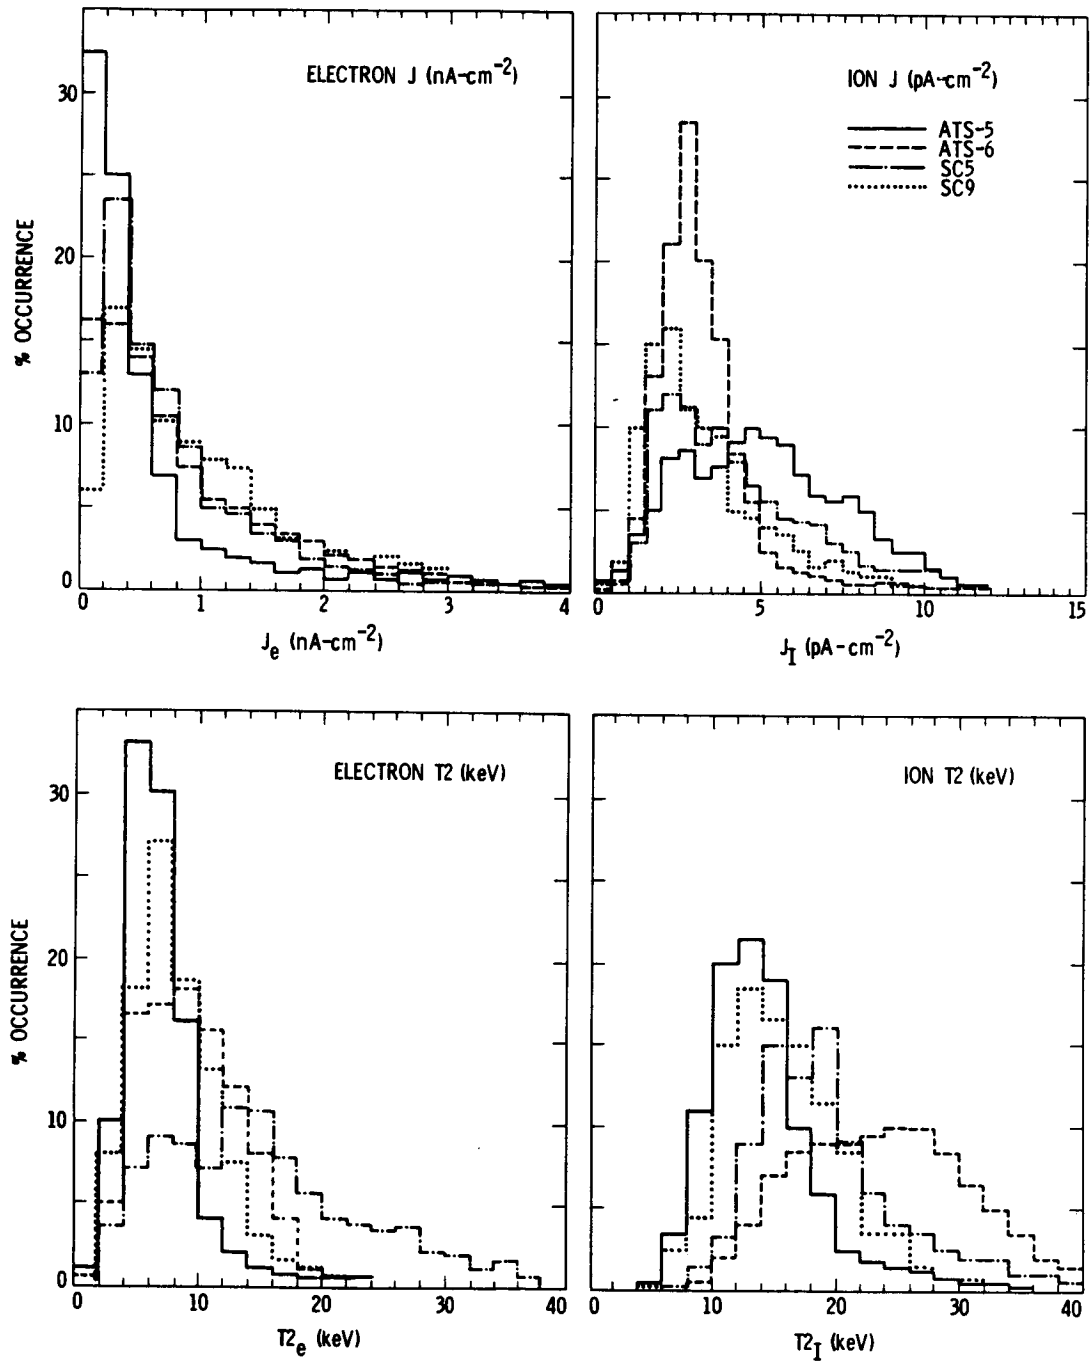 ELECTRON J (nA-cm-2)
ION J (pA-cm-2)
ATS-5
ATS-6
SC5
SC9
% OCCURRENCE
30
20
10
0
0 1 2 3 4
0 5 10 15
Je (nA-cm-2)
JI (pA-cm-2)
ELECTRON T2 (keV)
ION T2 (keV)
% OCCURRENCE
30
20
10
0
0 10 20 30 40
0 10 20 30 40
T2e (keV)
T2I (keV)